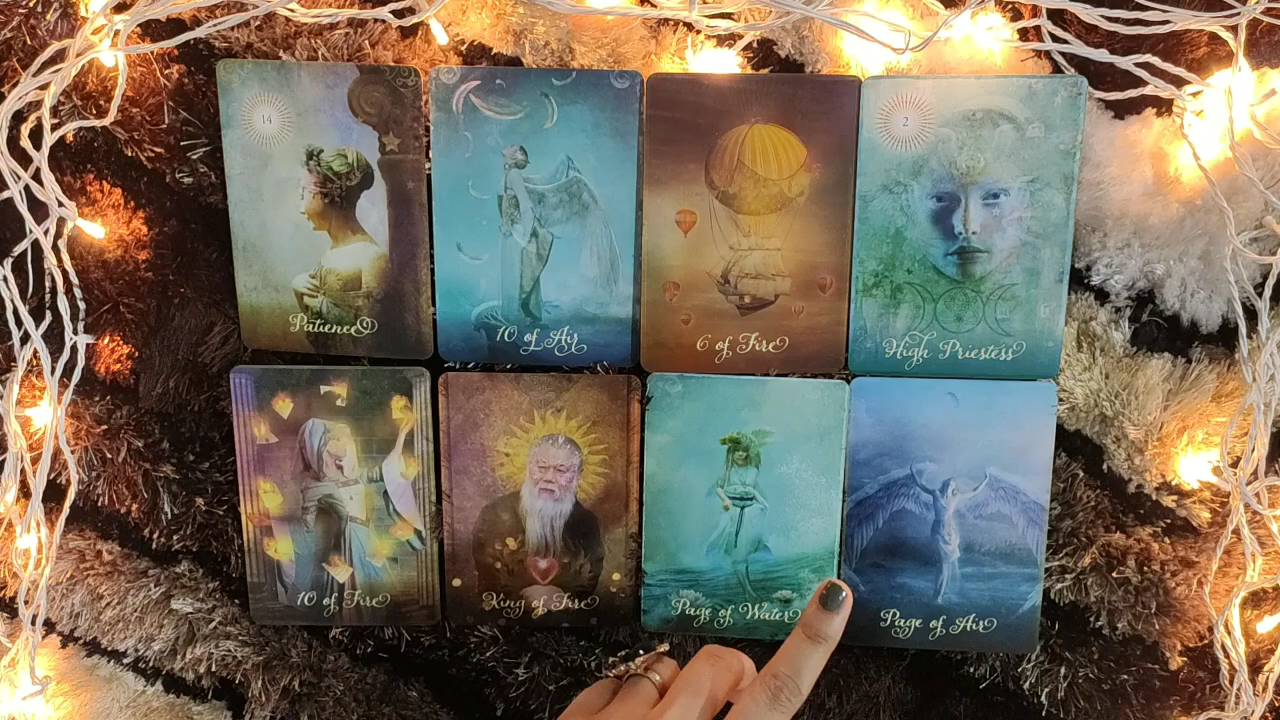 14
Patience
10 of Air
6 of Fire
2
High Priestess
10 of Fire
King of Fire
Page of Water
Page of Air